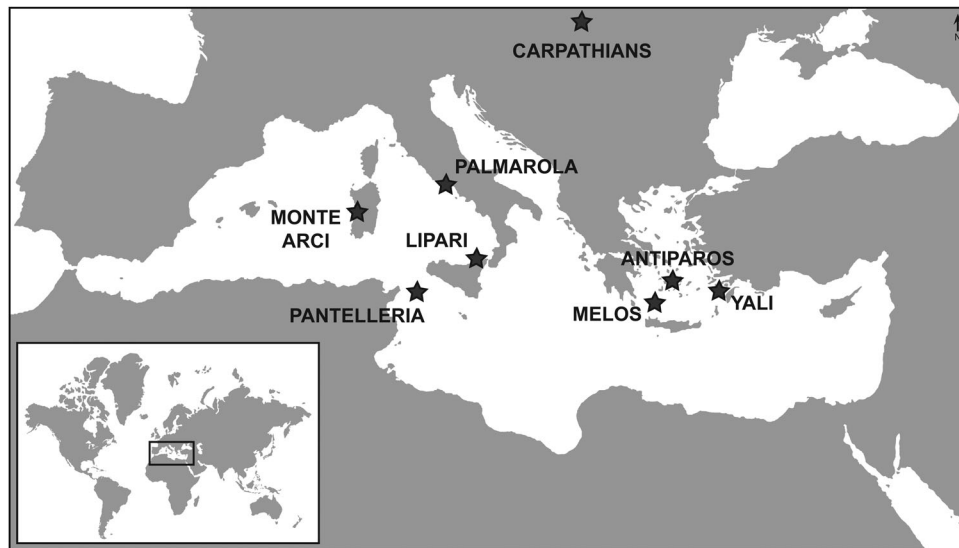 CARPATHIANS
N
PALMAROLA
MONTE
ARCI
LIPARI
ANTIPAROS
PANTELLERIA
MELOS
YALI